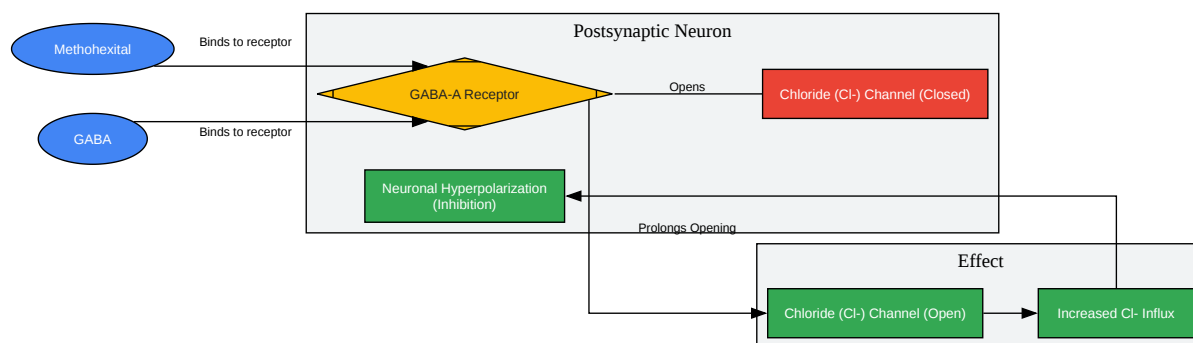 Postsynaptic Neuron
Methohexital
Binds to receptor
GABA-A Receptor
Opens
Chloride (Cl-) Channel (Closed)
GABA
Binds to receptor
Neuronal Hyperpolarization
(Inhibition)
Prolongs Opening
Effect
Chloride (Cl-) Channel (Open)
Increased Cl- Influx